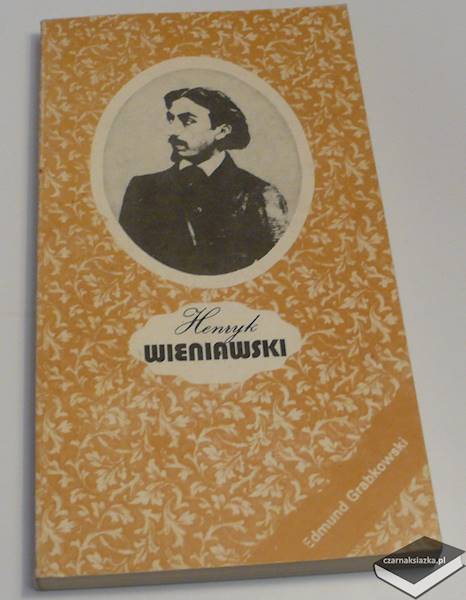 Henryk
WIENIAWSKI
Edmund Grabkowski
czarnaksiazka.pl